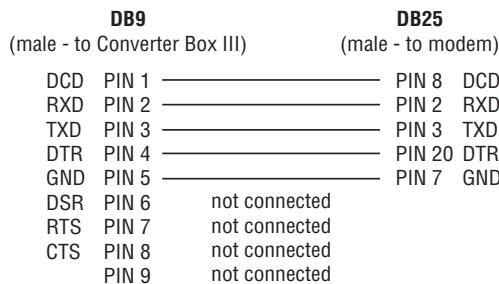 DB9 DB25
(male - to Converter Box III) (male - to modem)
DCD PIN 1 PIN 8 DCD
RXD PIN 2 PIN 2 RXD
TXD PIN 3 PIN 3 TXD
DTR PIN 4 PIN 20 DTR
GND PIN 5 PIN 7 GND
DSR PIN 6 not connected
RTS PIN 7 not connected
CTS PIN 8 not connected
PIN 9 not connected